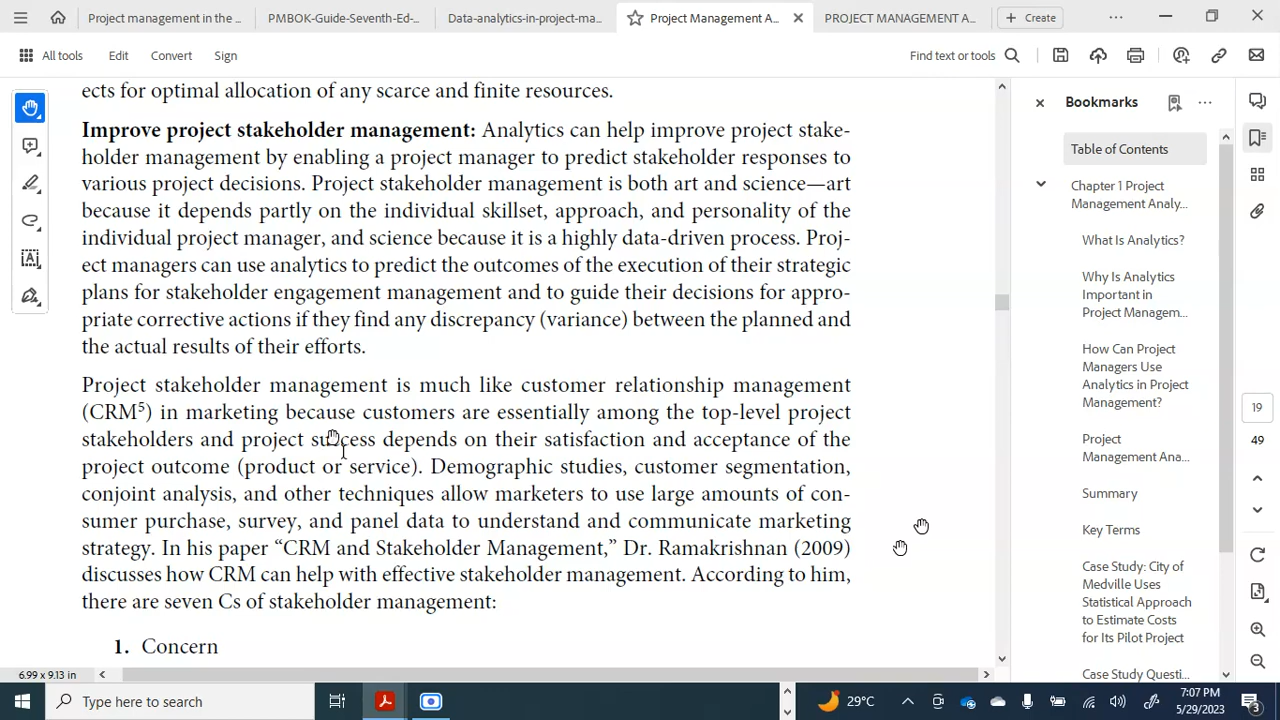 Project management in the ...
PMBOK-Guide-Seventh-Ed-...
Data-analytics-in-project-ma...
Project Management A...
PROJECT MANAGEMENT A...
Create
All tools
Edit
Convert
Sign
Find text or tools
ects for optimal allocation of any scarce and finite resources.
Improve project stakeholder management: Analytics can help improve project stake-
holder management by enabling a project manager to predict stakeholder responses to
various project decisions. Project stakeholder management is both art and science—art
because it depends partly on the individual skillset, approach, and personality of the
individual project manager, and science because it is a highly data-driven process. Proj-
ect managers can use analytics to predict the outcomes of the execution of their strategic
plans for stakeholder engagement management and to guide their decisions for appro-
priate corrective actions if they find any discrepancy (variance) between the planned and
the actual results of their efforts.
Project stakeholder management is much like customer relationship management
(CRM⁵) in marketing because customers are essentially among the top-level project
stakeholders and project success depends on their satisfaction and acceptance of the
project outcome (product or service). Demographic studies, customer segmentation,
conjoint analysis, and other techniques allow marketers to use large amounts of con-
sumer purchase, survey, and panel data to understand and communicate marketing
strategy. In his paper “CRM and Stakeholder Management,” Dr. Ramakrishnan (2009)
discusses how CRM can help with effective stakeholder management. According to him,
there are seven Cs of stakeholder management:
1. Concern
Bookmarks
Table of Contents
Chapter 1 Project
Management Analy...
What Is Analytics?
Why Is Analytics
Important in
Project Managem...
How Can Project
Managers Use
Analytics in Project
Management?
Project
Management Ana...
Summary
Key Terms
Case Study: City of
Medville Uses
Statistical Approach
to Estimate Costs
for Its Pilot Project
Case Study Questi...
19
49
6.99 x 9.13 in
Type here to search
29°C
7:07 PM
5/29/2023
3